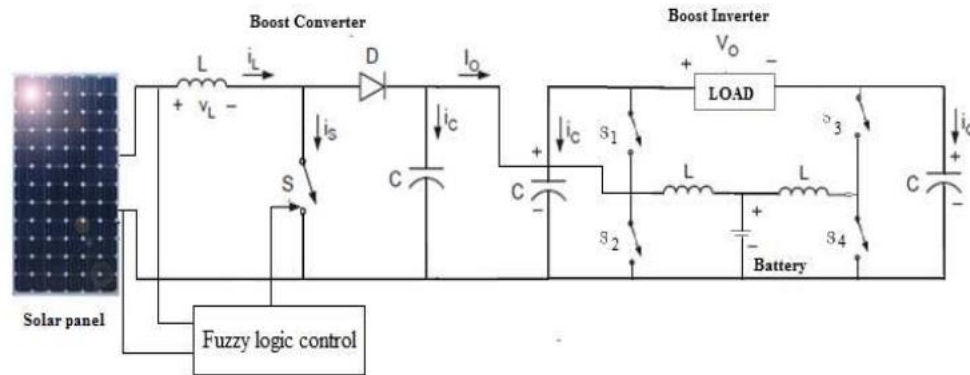 Boost Converter
Boost Inverter
L
i_L
D
I_O
V_O
+ -
LOAD
+ v_L -
i_S
i_C
S
C
+
i_C
C
-
S_1
S_2
L
L
+
-
Battery
S_3
S_4
i_C
+
C
-
Solar panel
Fuzzy logic control